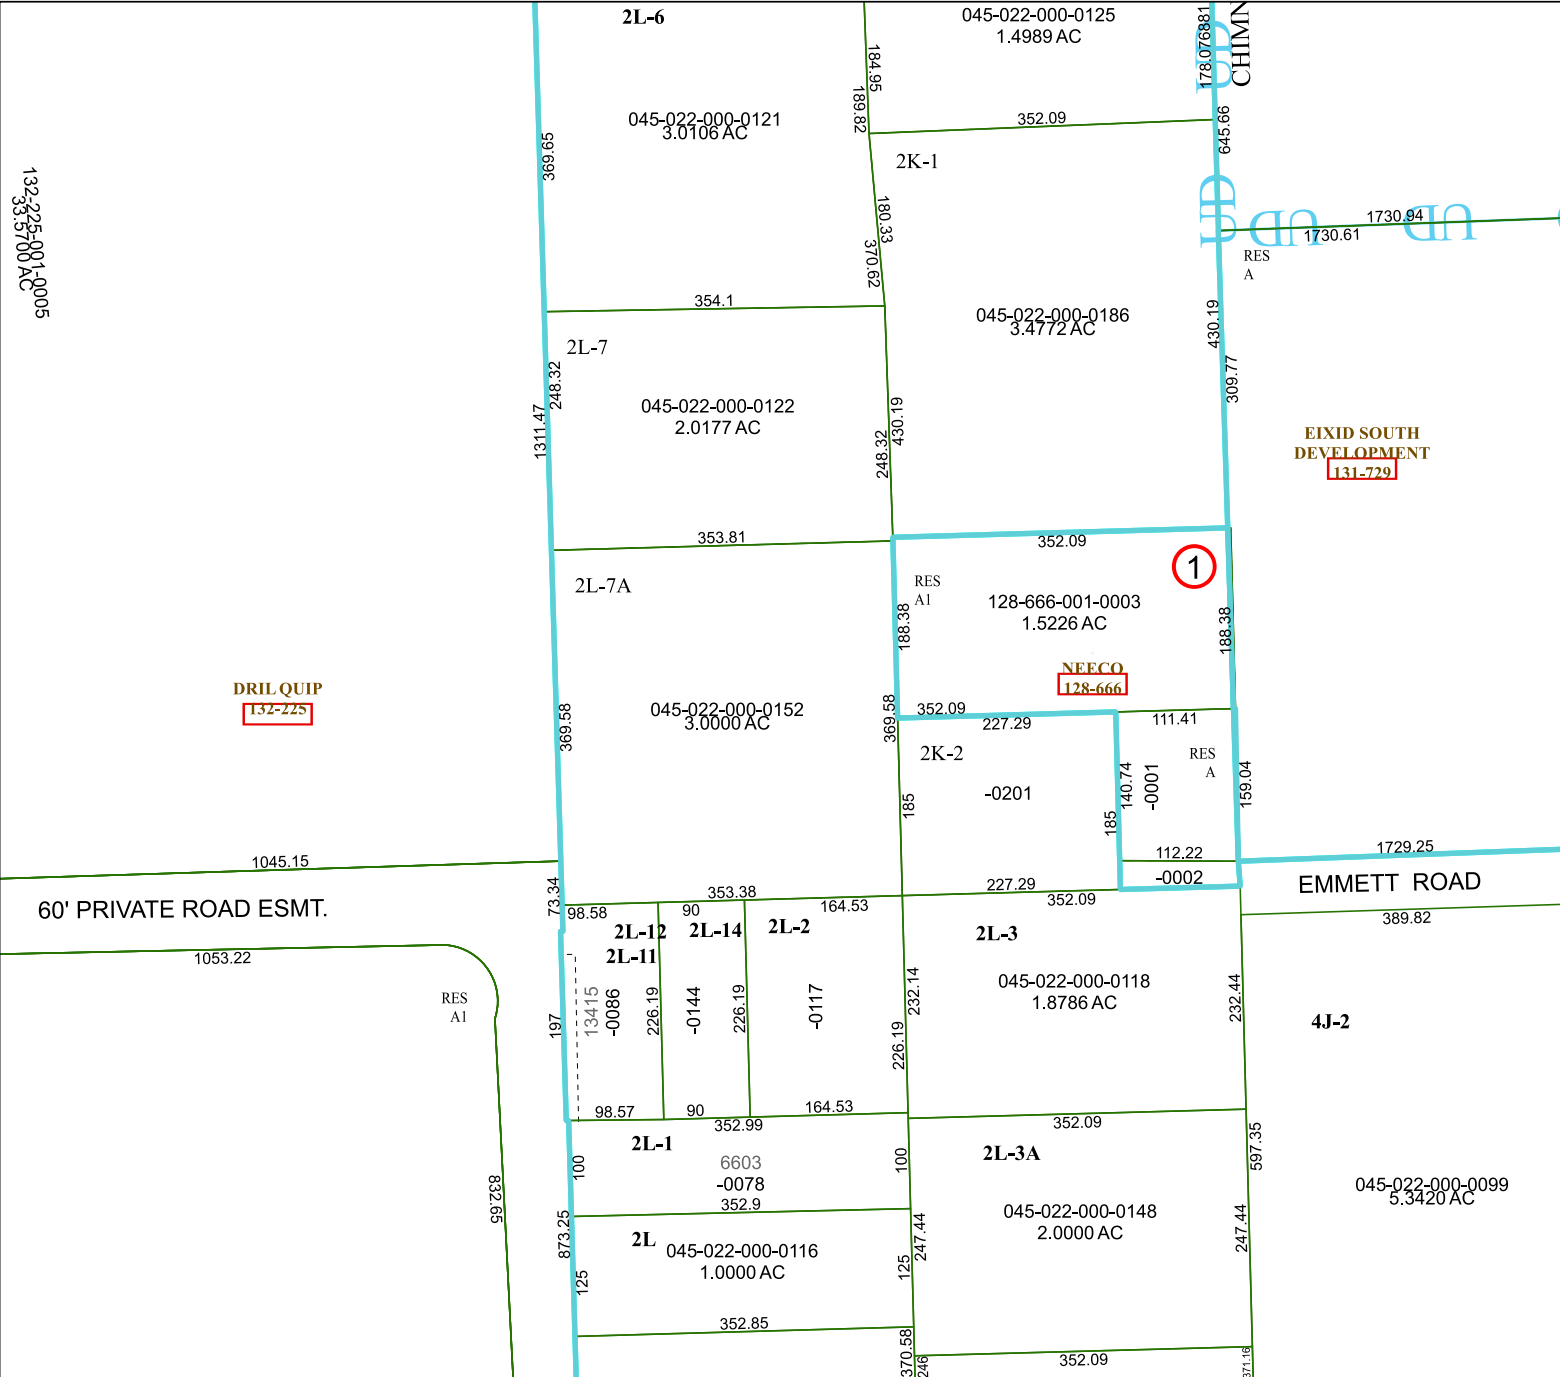 2L-6
045-022-000-0125
1.4989 AC
178.076881
CHIMN
UD
184.95
189.82
352.09
645.66
369.65
045-022-000-0121
3.0106 AC
2K-1
132-225-001-0005
33.5700 AC
180.33
370.62
UD
UD
UD
1730.94
1730.61
RES
A
354.1
045-022-000-0186
3.4772 AC
430.19
309.77
2L-7
248.32
1311.47
045-022-000-0122
2.0177 AC
430.19
248.32
EIXID SOUTH
DEVELOPMENT
131-729
353.81
352.09
1
2L-7A
RES
A1
188.38
128-666-001-0003
1.5226 AC
188.38
NEECO
128-666
DRIL QUIP
132-225
369.58
045-022-000-0152
3.0000 AC
369.58
352.09
227.29
111.41
2K-2
RES
A
140.74
-0001
159.04
-0201
185
185
1045.15
112.22
1729.25
73.34
353.38
227.29
-0002
EMMETT ROAD
60' PRIVATE ROAD ESMT.
98.58
90
164.53
352.09
389.82
2L-12
2L-14
2L-2
2L-3
2L-11
1053.22
RES
A1
197
13415
-0086
226.19
-0144
226.19
-0117
232.14
226.19
045-022-000-0118
1.8786 AC
232.44
4J-2
98.57
90
164.53
352.99
352.09
2L-1
2L-3A
597.35
100
6603
-0078
100
832.65
352.9
045-022-000-0099
5.3420 AC
873.25
2L
045-022-000-0116
1.0000 AC
125
247.44
125
045-022-000-0148
2.0000 AC
247.44
352.85
370.58
246
352.09
371.16